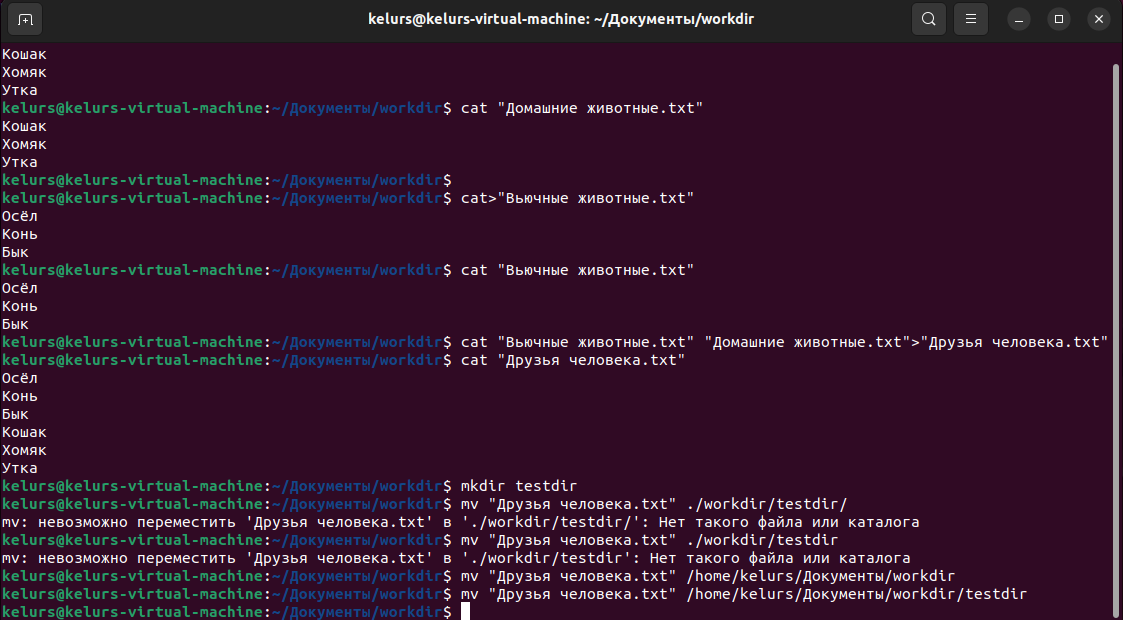 kelurs@kelurs-virtual-machine: ~/Документы/workdir
Кошак
Хомяк
Утка
kelurs@kelurs-virtual-machine:~/Документы/workdir$ cat "Домашние животные.txt"
Кошак
Хомяк
Утка
kelurs@kelurs-virtual-machine:~/Документы/workdir$
kelurs@kelurs-virtual-machine:~/Документы/workdir$ cat>"Вьючные животные.txt"
Осёл
Конь
Бык
kelurs@kelurs-virtual-machine:~/Документы/workdir$ cat "Вьючные животные.txt"
Осёл
Конь
Бык
kelurs@kelurs-virtual-machine:~/Документы/workdir$ cat "Вьючные животные.txt" "Домашние животные.txt">"Друзья человека.txt"
kelurs@kelurs-virtual-machine:~/Документы/workdir$ cat "Друзья человека.txt"
Осёл
Конь
Бык
Кошак
Хомяк
Утка
kelurs@kelurs-virtual-machine:~/Документы/workdir$ mkdir testdir
kelurs@kelurs-virtual-machine:~/Документы/workdir$ mv "Друзья человека.txt" ./workdir/testdir/
mv: невозможно переместить 'Друзья человека.txt' в './workdir/testdir/': Нет такого файла или каталога
kelurs@kelurs-virtual-machine:~/Документы/workdir$ mv "Друзья человека.txt" ./workdir/testdir
mv: невозможно переместить 'Друзья человека.txt' в './workdir/testdir': Нет такого файла или каталога
kelurs@kelurs-virtual-machine:~/Документы/workdir$ mv "Друзья человека.txt" /home/kelurs/Документы/workdir
kelurs@kelurs-virtual-machine:~/Документы/workdir$ mv "Друзья человека.txt" /home/kelurs/Документы/workdir/testdir
kelurs@kelurs-virtual-machine:~/Документы/workdir$